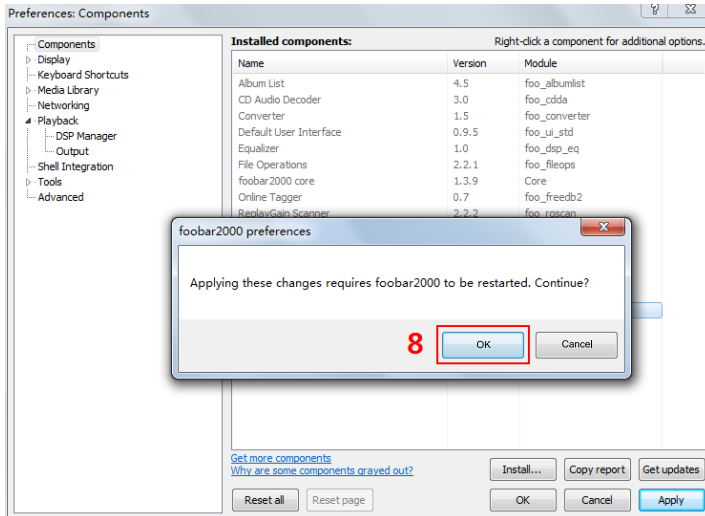 Preferences: Components
Components
Display
Keyboard Shortcuts
Media Library
Networking
Playback
DSP Manager
Output
Shell Integration
Tools
Advanced
Installed components: Right-click a component for additional options.
Name Version Module
Album List 4.5 foo_albumlist
CD Audio Decoder 3.0 foo_cdda
Converter 1.5 foo_converter
Default User Interface 0.9.5 foo_ui_std
Equalizer 1.0 foo_dsp_eq
File Operations 2.2.1 foo_fileops
foobar2000 core 1.3.9 Core
Online Tagger 0.7 foo_freedb2
ReplayGain Scanner 2.2.2 foo_rgscan
foobar2000 preferences
Applying these changes requires foobar2000 to be restarted. Continue?
8 OK Cancel
Get more components
Why are some components grayed out?
Install... Copy report Get updates
Reset all Reset page OK Cancel Apply